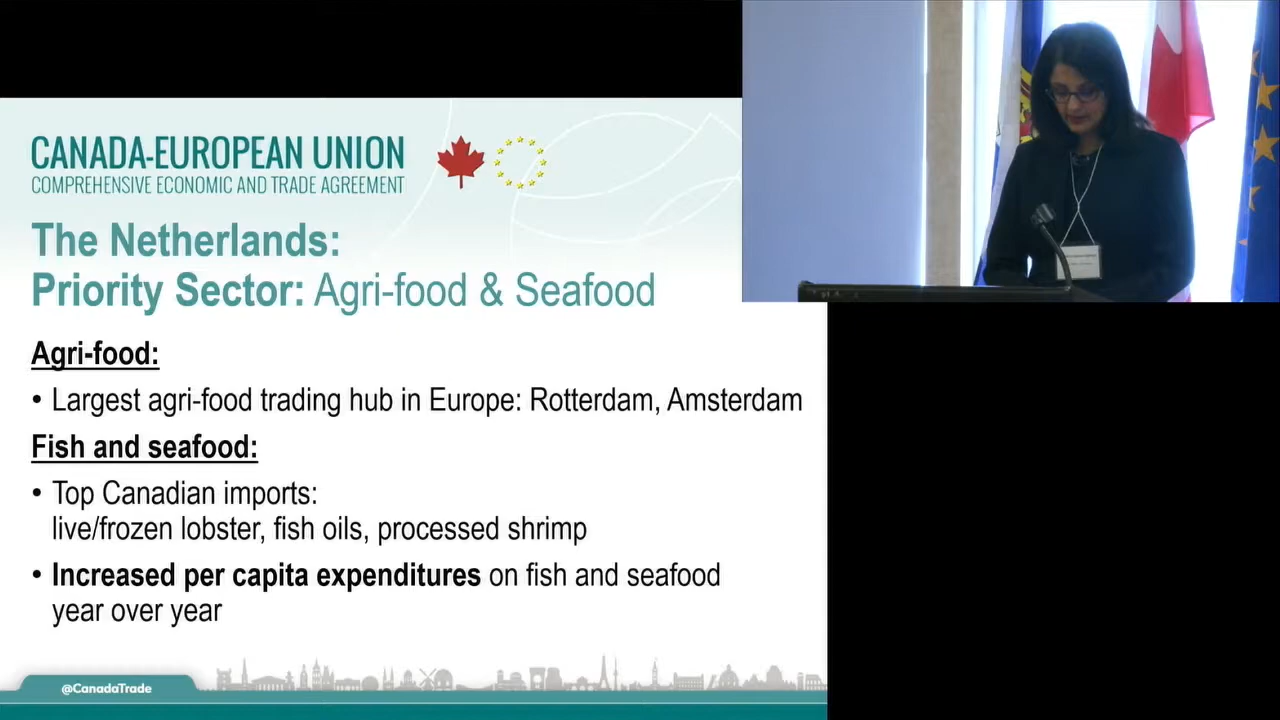 CANADA-EUROPEAN UNION
COMPREHENSIVE ECONOMIC AND TRADE AGREEMENT
The Netherlands:
Priority Sector: Agri-food & Seafood
Agri-food:
• Largest agri-food trading hub in Europe: Rotterdam, Amsterdam
Fish and seafood:
• Top Canadian imports:
live/frozen lobster, fish oils, processed shrimp
• Increased per capita expenditures on fish and seafood
year over year
@CanadaTrade